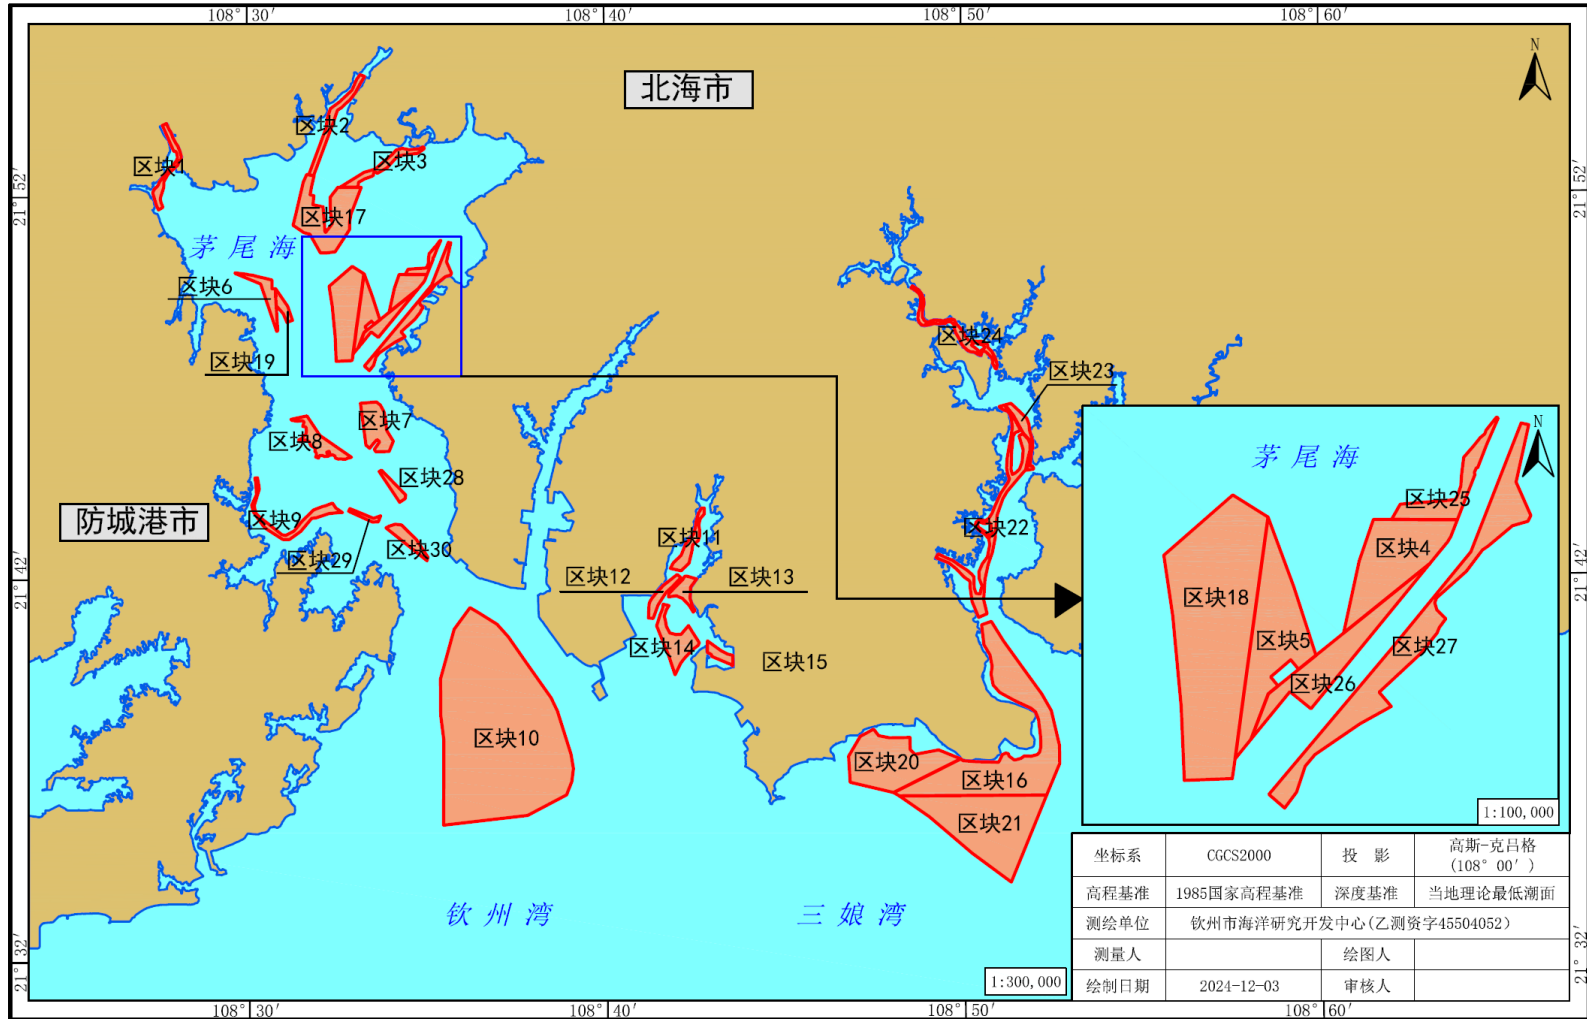 108° 30′
108° 40′
108° 50′
108° 60′
北海市
N
区块2
区块1
区块3
21° 52′
21° 52′
区块17
茅尾海
区块6
区块19
区块24
区块23
区块7
区块8
区块28
防城港市
区块9
区块29
区块30
区块11
区块22
区块12
区块13
区块14
区块15
21° 42′
21° 42′
茅尾海
N
区块25
区块4
区块18
区块5
区块27
区块26
1:100,000
区块10
区块20
区块16
区块21
钦州湾
三娘湾
1:300,000
坐标系 CGCS2000 投 影 高斯-克吕格
(108° 00′ )
高程基准 1985国家高程基准 深度基准 当地理论最低潮面
测绘单位 钦州市海洋研究开发中心(乙测资字45504052)
测量人 绘图人
绘制日期 2024-12-03 审核人
21° 32′
21° 32′
108° 30′
108° 40′
108° 50′
108° 60′